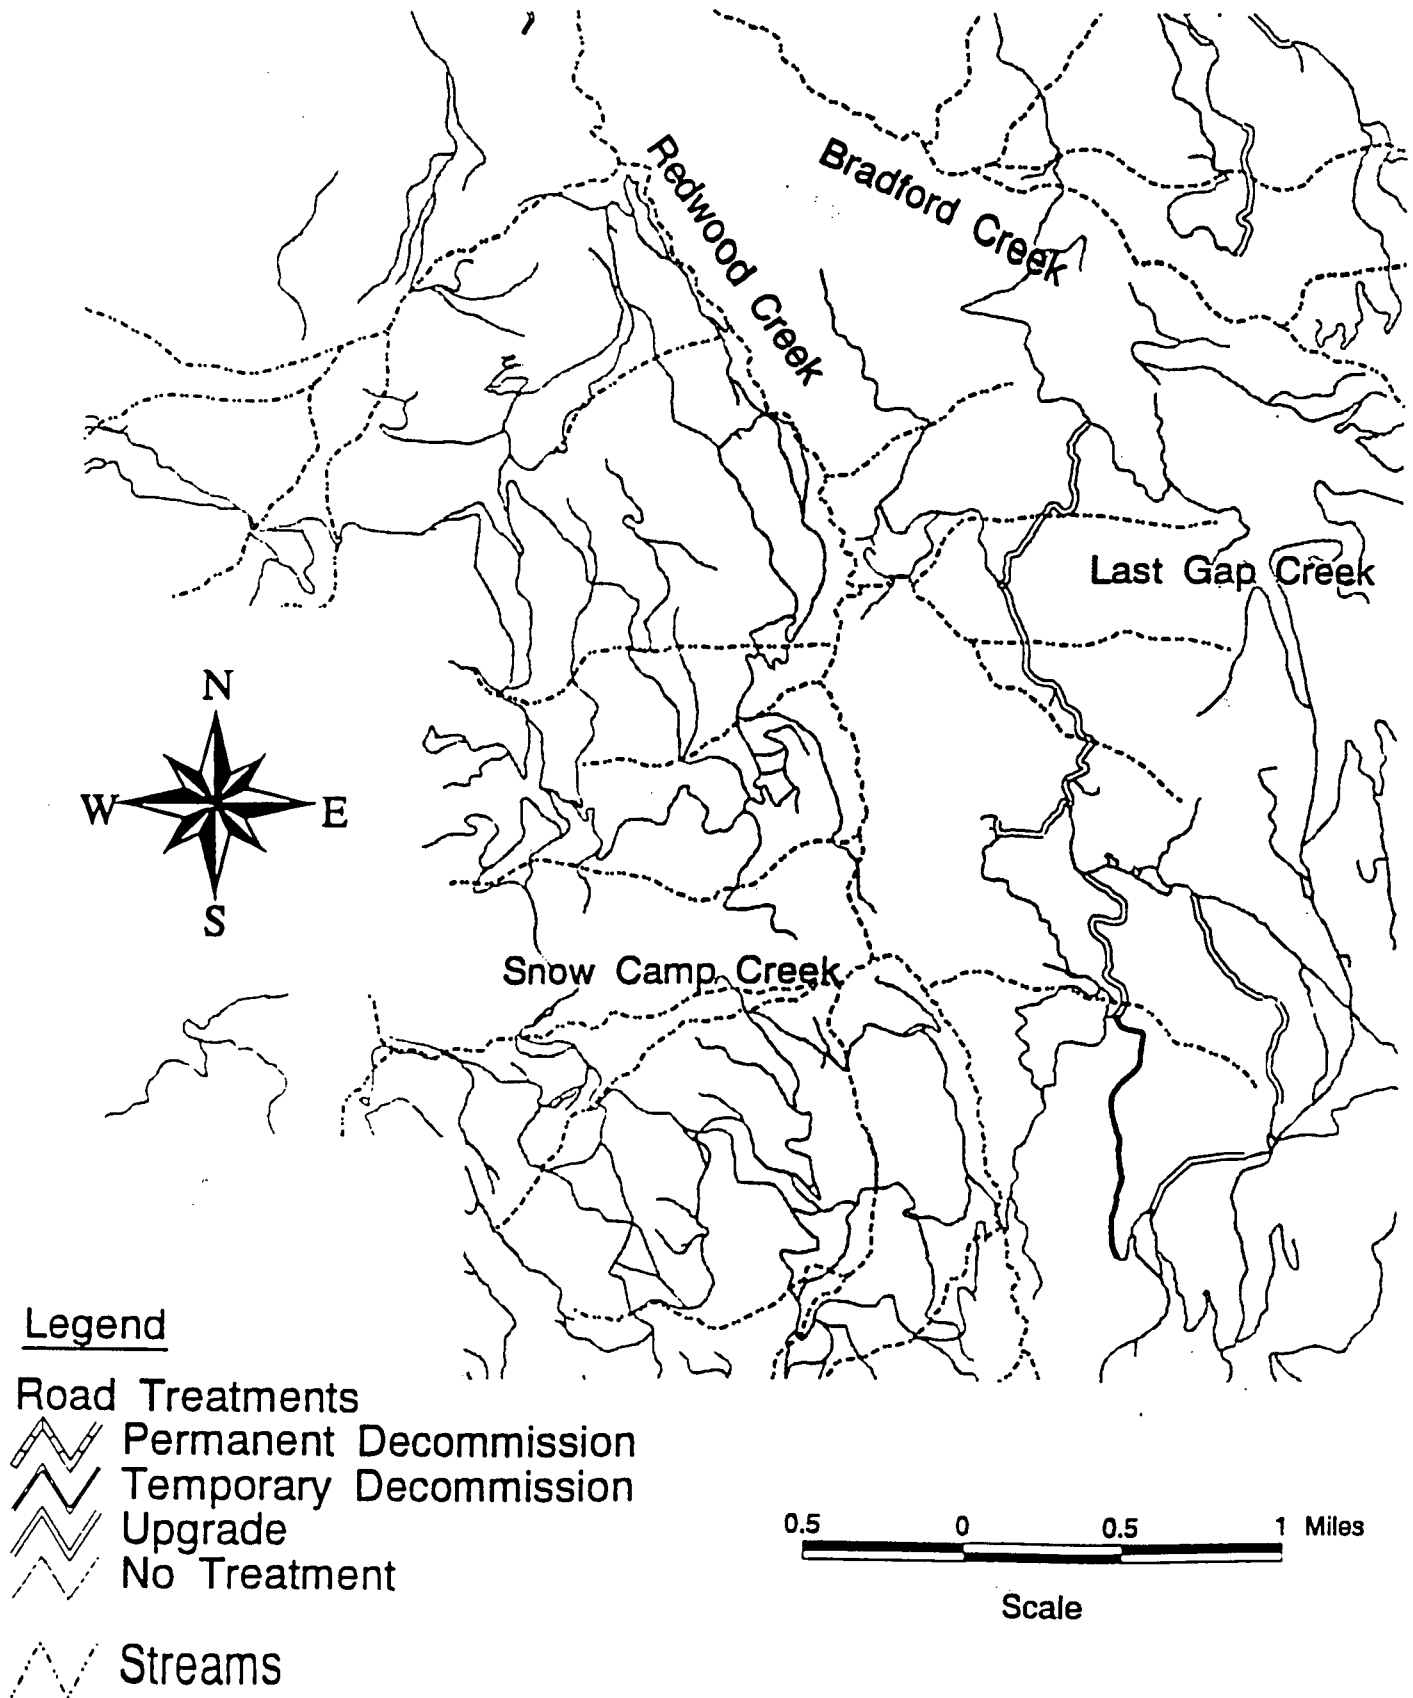 Redwood Creek
Bradford Creek
Last Gap Creek
N
W E
S
Snow Camp Creek
Legend
Road Treatments
Permanent Decommission
Temporary Decommission
Upgrade
No Treatment
Streams
0.5 0 0.5 1 Miles
Scale